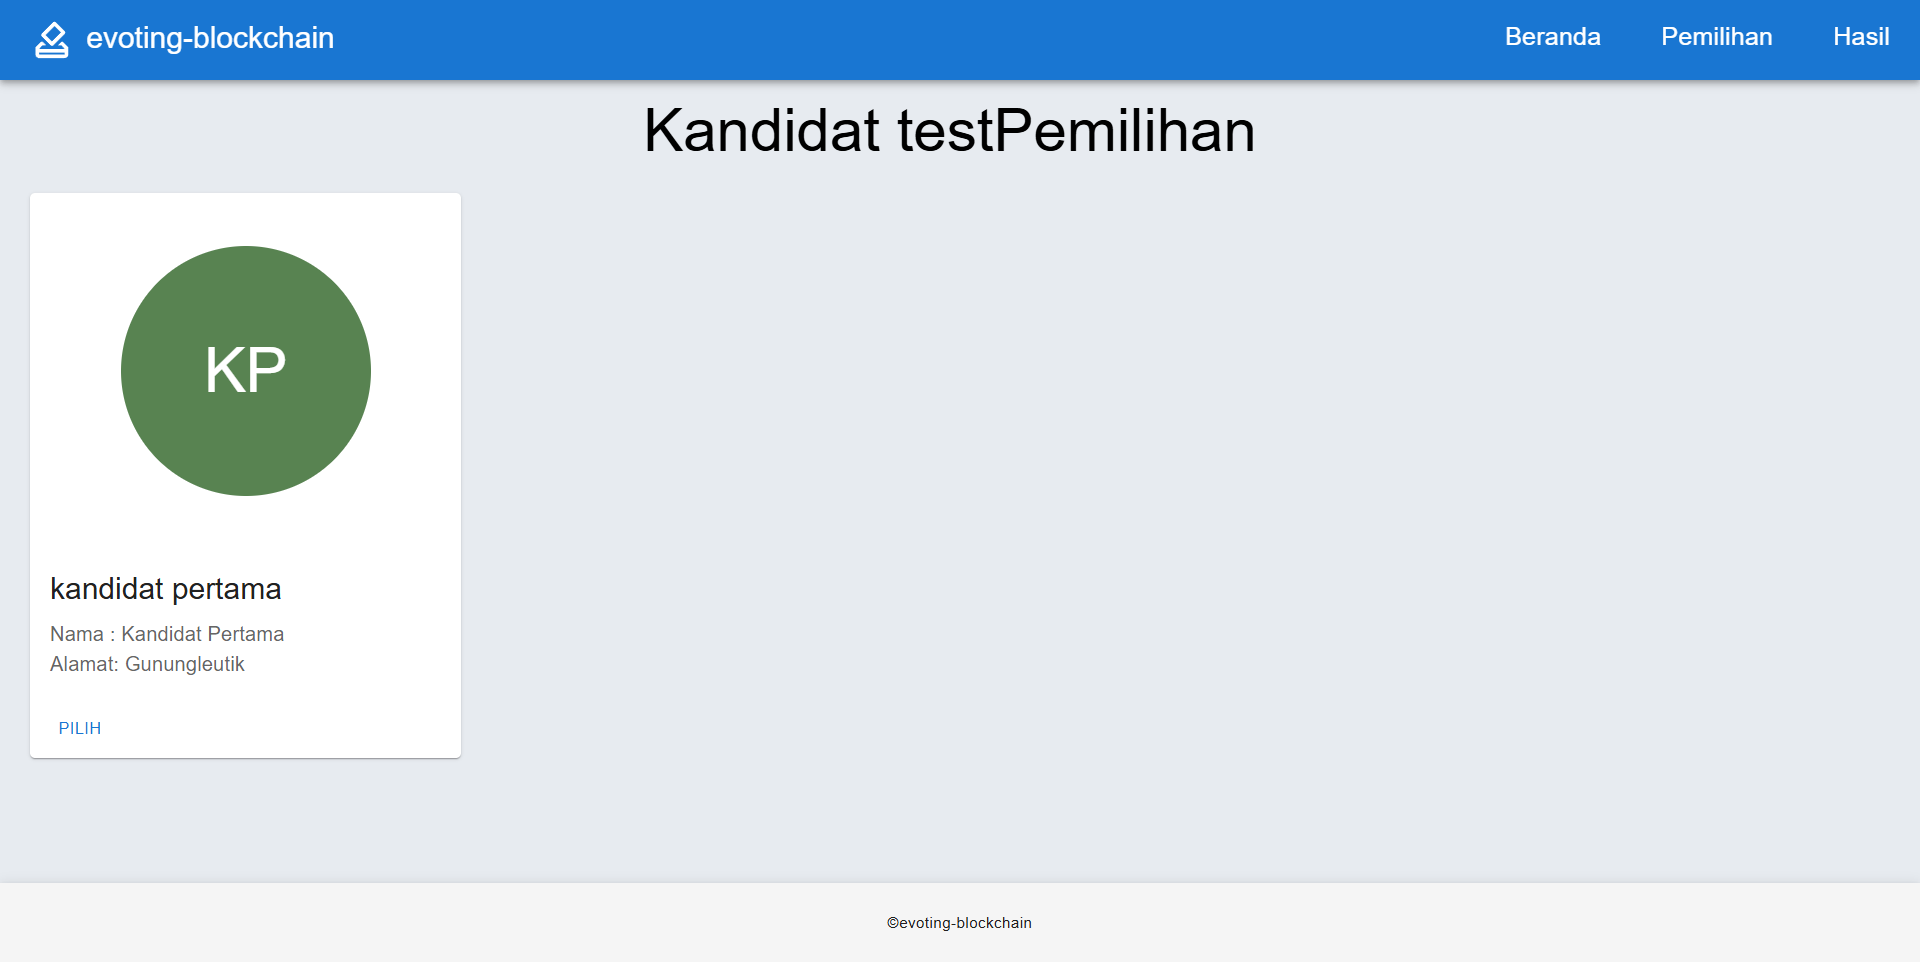 evoting-blockchain
Beranda
Pemilihan
Hasil
Kandidat testPemilihan
KP
kandidat pertama
Nama : Kandidat Pertama
Alamat: Gunungleutik
PILIH
©evoting-blockchain